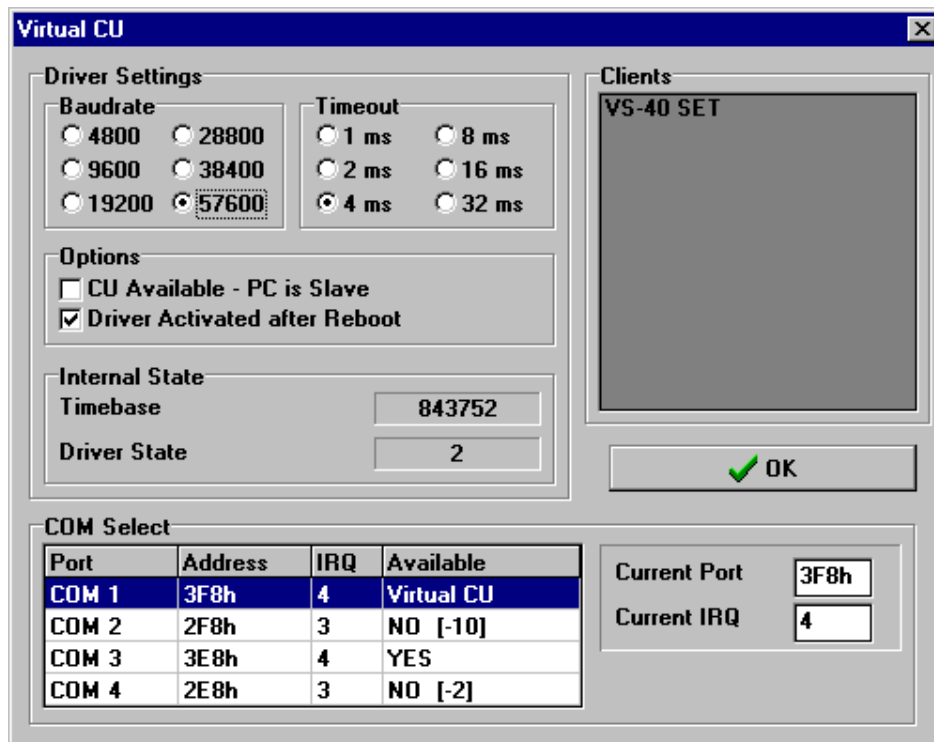 Virtual CU
Driver Settings
Baudrate
4800 28800
9600 38400
19200 57600
Timeout
1 ms 8 ms
2 ms 16 ms
4 ms 32 ms
Options
CU Available - PC is Slave
Driver Activated after Reboot
Internal State
Timebase 843752
Driver State 2
Clients
VS-40 SET
OK
COM Select
Port Address IRQ Available
COM 1 3F8h 4 Virtual CU
COM 2 2F8h 3 NO [-10]
COM 3 3E8h 4 YES
COM 4 2E8h 3 NO [-2]
Current Port 3F8h
Current IRQ 4